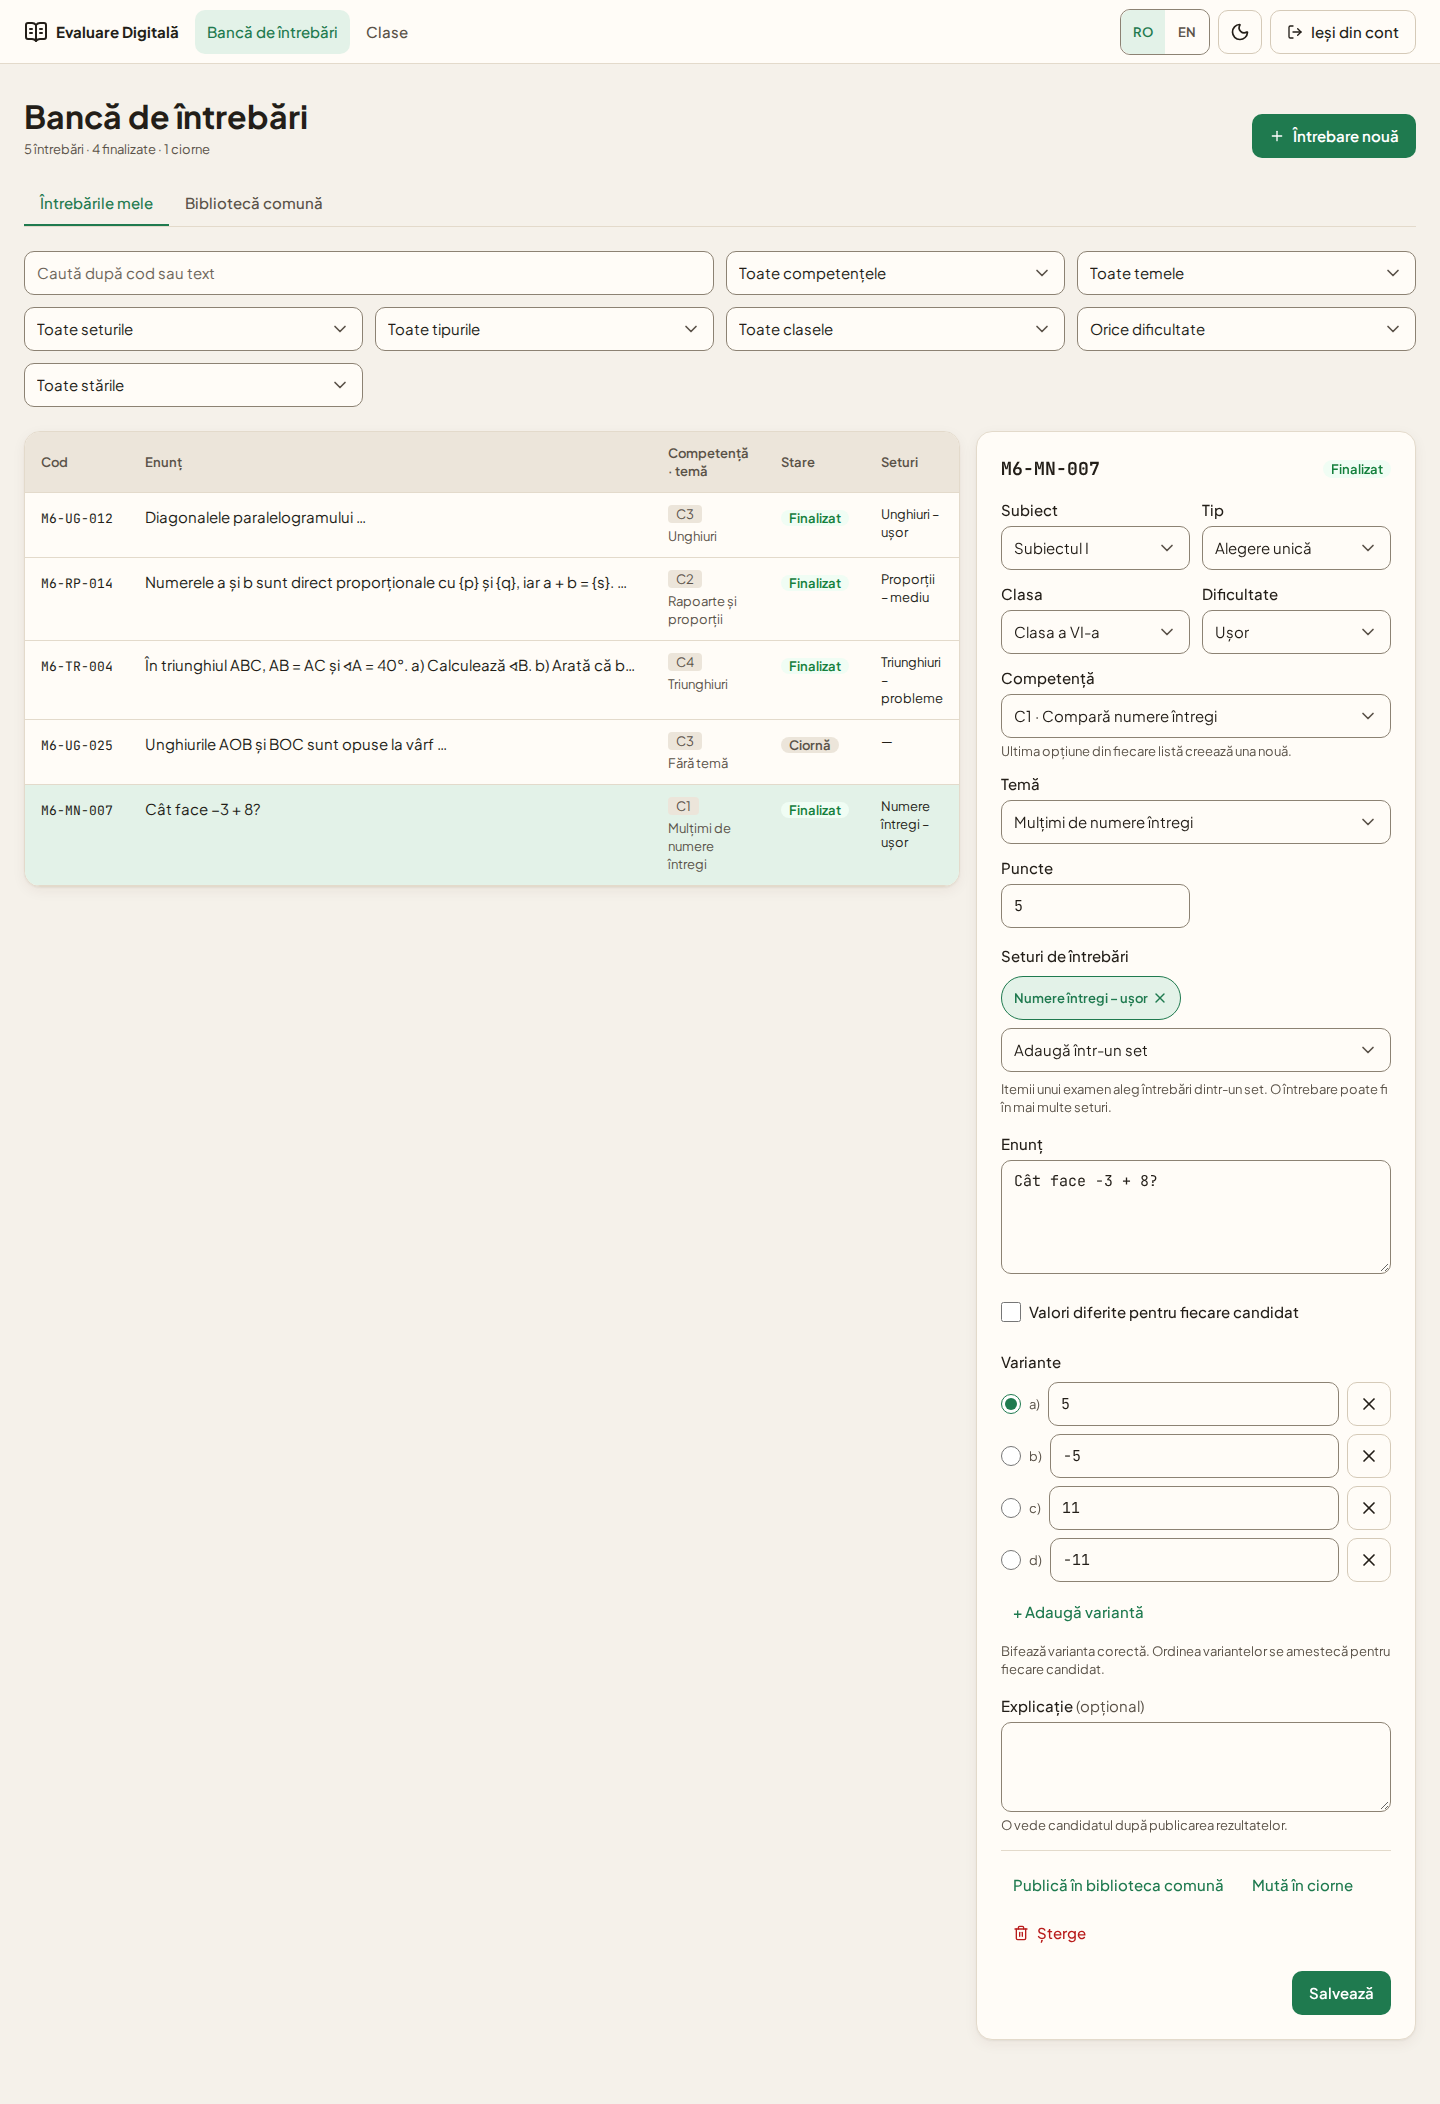 Evaluare Digitală
Bancă de întrebări
Clase
RO
EN
Ieși din cont
Bancă de întrebări
5 întrebări · 4 finalizate · 1 ciorne
+ Întrebare nouă
Întrebările mele
Bibliotecă comună
Caută după cod sau text
Toate competențele
Toate temele
Toate seturile
Toate tipurile
Toate clasele
Orice dificultate
Toate stările
Cod
Enunț
Competență
· temă
Stare
Seturi
M6-UG-012
Diagonalele paralelogramului ...
C3
Unghiuri
Finalizat
Unghiuri –
ușor
M6-RP-014
Numerele a și b sunt direct proporționale cu {p} și {q}, iar a + b = {s}. ...
C2
Rapoarte și
proporții
Finalizat
Proporții
– mediu
M6-TR-004
În triunghiul ABC, AB = AC și ∢A = 40°. a) Calculează ∢B. b) Arată că b...
C4
Triunghiuri
Finalizat
Triunghiuri
–
probleme
M6-UG-025
Unghiurile AOB și BOC sunt opuse la vârf ...
C3
Fără temă
Ciornă
—
M6-MN-007
Cât face −3 + 8?
C1
Mulțimi de
numere
întregi
Finalizat
Numere
întregi –
ușor
M6-MN-007
Finalizat
Subiect
Tip
Subiectul I
Alegere unică
Clasa
Dificultate
Clasa a VI-a
Ușor
Competență
C1 · Compară numere întregi
Ultima opțiune din fiecare listă creează una nouă.
Temă
Mulțimi de numere întregi
Puncte
5
Seturi de întrebări
Numere întregi – ușor
Adaugă într-un set
Itemii unui examen aleg întrebări dintr-un set. O întrebare poate fi
în mai multe seturi.
Enunț
Cât face -3 + 8?
Valori diferite pentru fiecare candidat
Variante
a) 5
b) -5
c) 11
d) -11
+ Adaugă variantă
Bifează varianta corectă. Ordinea variantelor se amestecă pentru
fiecare candidat.
Explicație (opțional)
O vede candidatul după publicarea rezultatelor.
Publică în biblioteca comună
Mută în ciorne
Șterge
Salvează